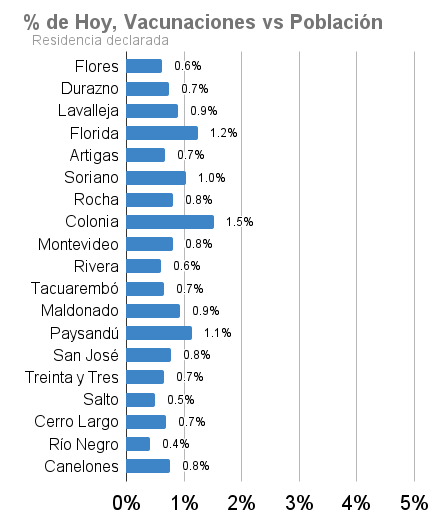 % de Hoy, Vacunaciones vs Población
Residencia declarada
Flores 0.6%
Durazno 0.7%
Lavalleja 0.9%
Florida 1.2%
Artigas 0.7%
Soriano 1.0%
Rocha 0.8%
Colonia 1.5%
Montevideo 0.8%
Rivera 0.6%
Tacuarembó 0.7%
Maldonado 0.9%
Paysandú 1.1%
San José 0.8%
Treinta y Tres 0.7%
Salto 0.5%
Cerro Largo 0.7%
Río Negro 0.4%
Canelones 0.8%
0% 1% 2% 3% 4% 5%